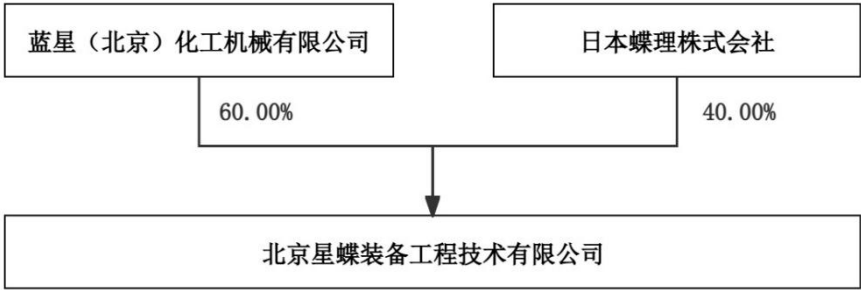 蓝星（北京）化工机械有限公司
日本蝶理株式会社
60.00%
40.00%
北京星蝶装备工程技术有限公司